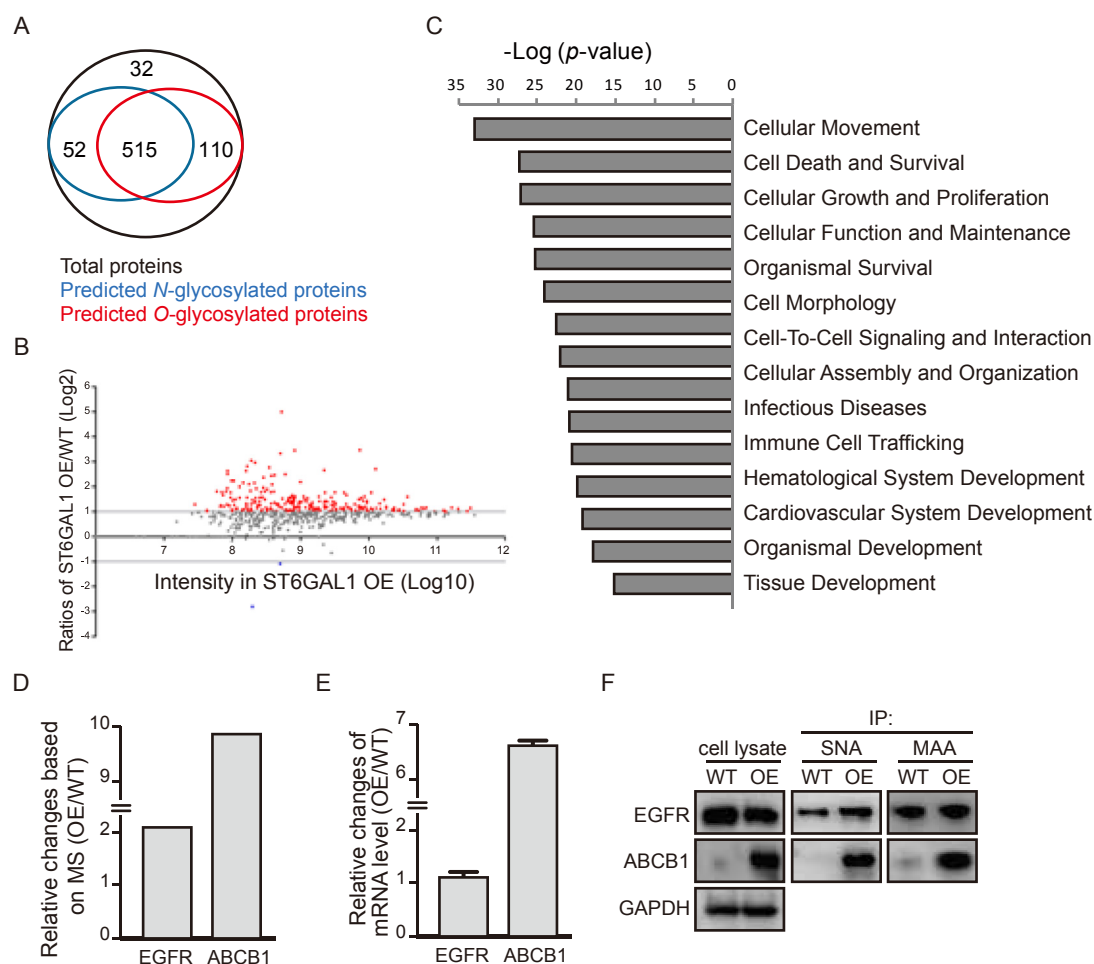 A
32
52
515
110
Total proteins
Predicted N-glycosylated proteins
Predicted O-glycosylated proteins
B
Ratios of ST6GAL1 OE/WT (Log2)
6
5
4
3
2
1
0
-1
-2
-3
-4
7 8 9 10 11 12
Intensity in ST6GAL1 OE (Log10)
C
-Log (p-value)
35 30 25 20 15 10 5 0
Cellular Movement
Cell Death and Survival
Cellular Growth and Proliferation
Cellular Function and Maintenance
Organismal Survival
Cell Morphology
Cell-To-Cell Signaling and Interaction
Cellular Assembly and Organization
Infectious Diseases
Immune Cell Trafficking
Hematological System Development
Cardiovascular System Development
Organismal Development
Tissue Development
D
Relative changes based
on MS (OE/WT)
10
9
2
1
0
EGFR ABCB1
E
Relative changes of
mRNA level (OE/WT)
7
6
2
1
0
EGFR ABCB1
F
IP:
cell lysate SNA MAA
WT OE WT OE WT OE
EGFR
ABCB1
GAPDH